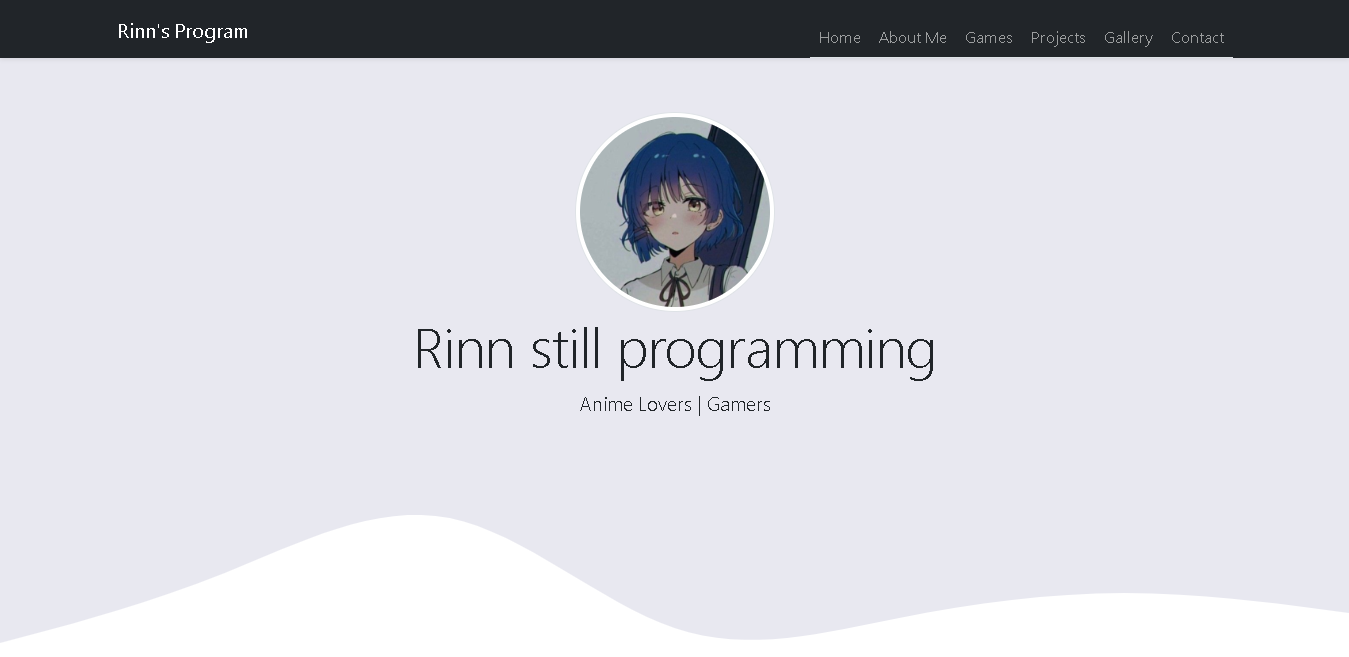 Rinn's Program
Home About Me Games Projects Gallery Contact
Rinn still programming
Anime Lovers | Gamers